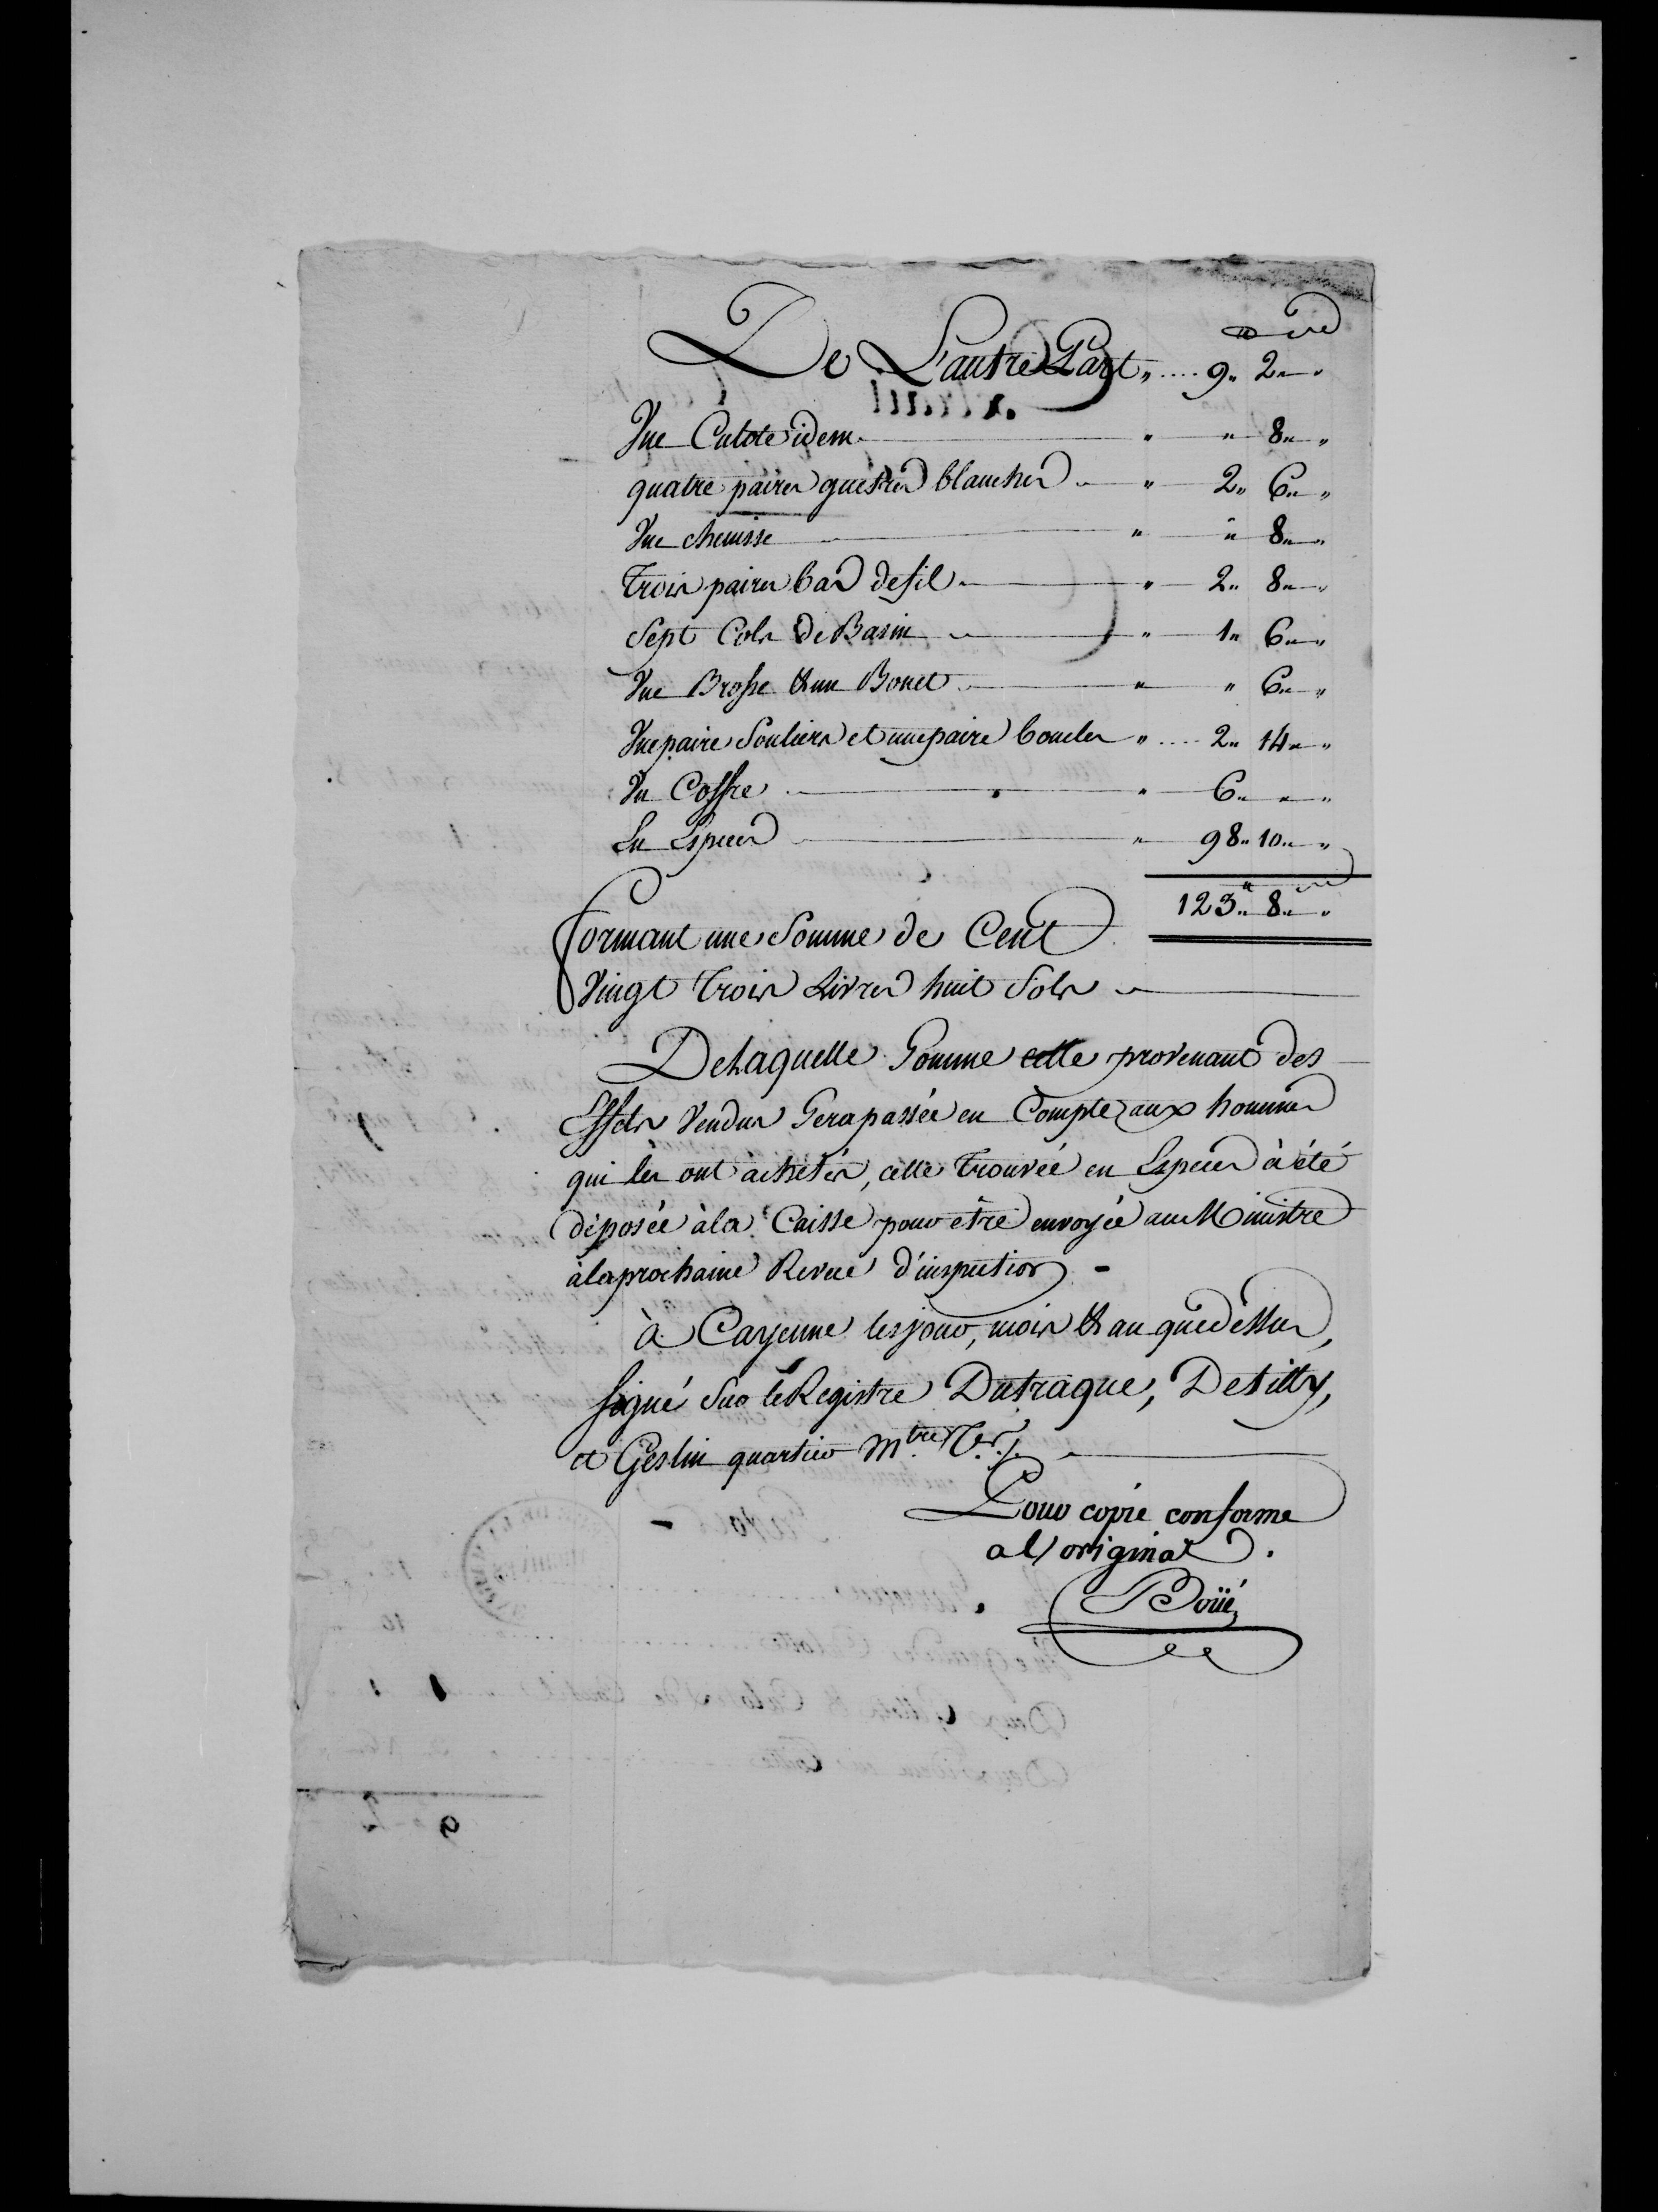 De L'autre Part „ .... 9 „ 2 „ „
Une Culote idem „ „ 8 „ „
quatre paires guêtres blanches „ 2 „ 6 „ „
Une chemisse „ „ 8 „ „
Trois paires bas de fil „ 2 „ 8 „ „
Sept Cols de Basin „ 1 „ 6 „ „
Une Brosse & un Bonet „ „ 6 „ „
Une paire Souliers et une paire boucles „ .... 2 „ 14 „ „
Un Coffre „ 6 „ „ „
En Especes „ 98 „ 10 „ „
123 „ 8 „ „
formant une Somme de Cent
Vingt Trois Livres huit Sols
De Laquelle Somme celle provenant des
Effets Vendus Sera passée en Compte aux hommes
qui les ont achetés, celle Trouvée en Especes à été
déposée à la Caisse pour être envoyée au Ministre
à la prochaine Revue d'inspection
à Cayenne les jour, mois & an que dessus,
signé Sur le Registre Dutrague, Detilly,
et Geslin quartier Mtre Ter.
Pour copie conforme
a l'original.
Boüé